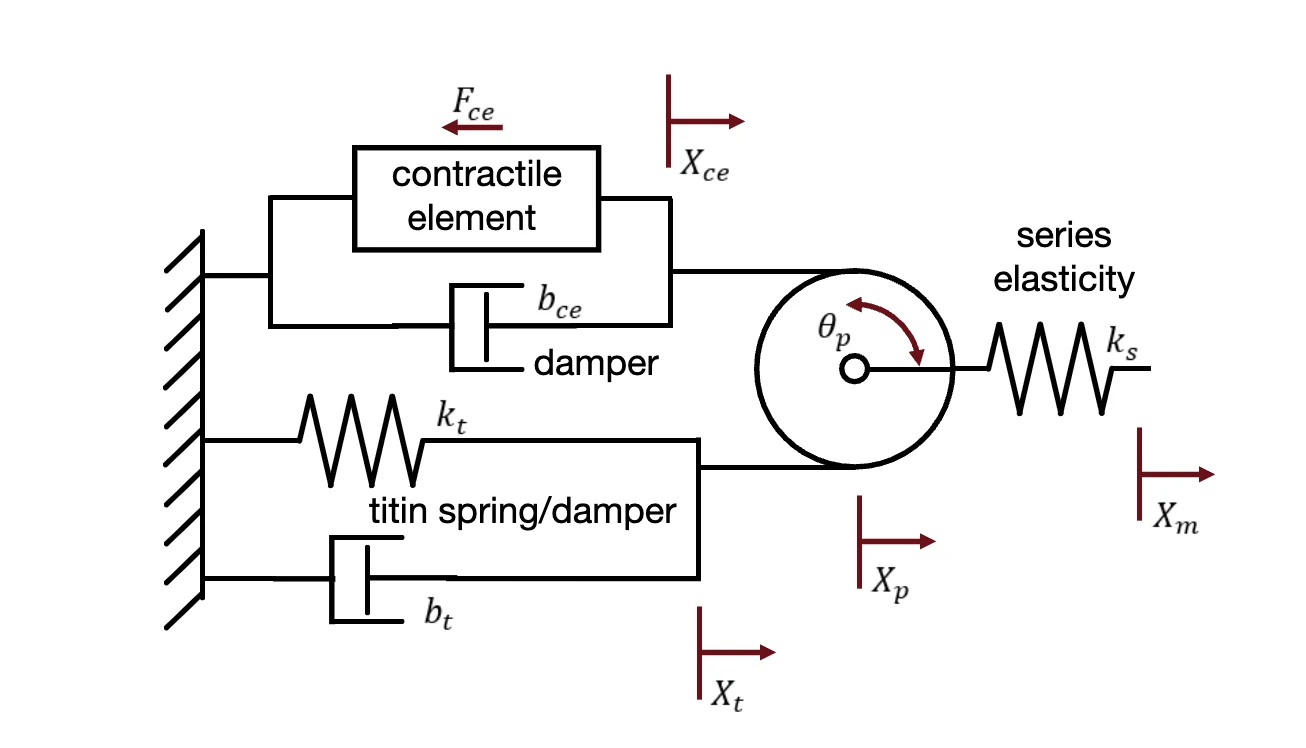 F_ce
X_ce
contractile
element
series
elasticity
b_ce
θ_p
k_s
damper
k_t
titin spring/damper
X_m
X_p
b_t
X_t